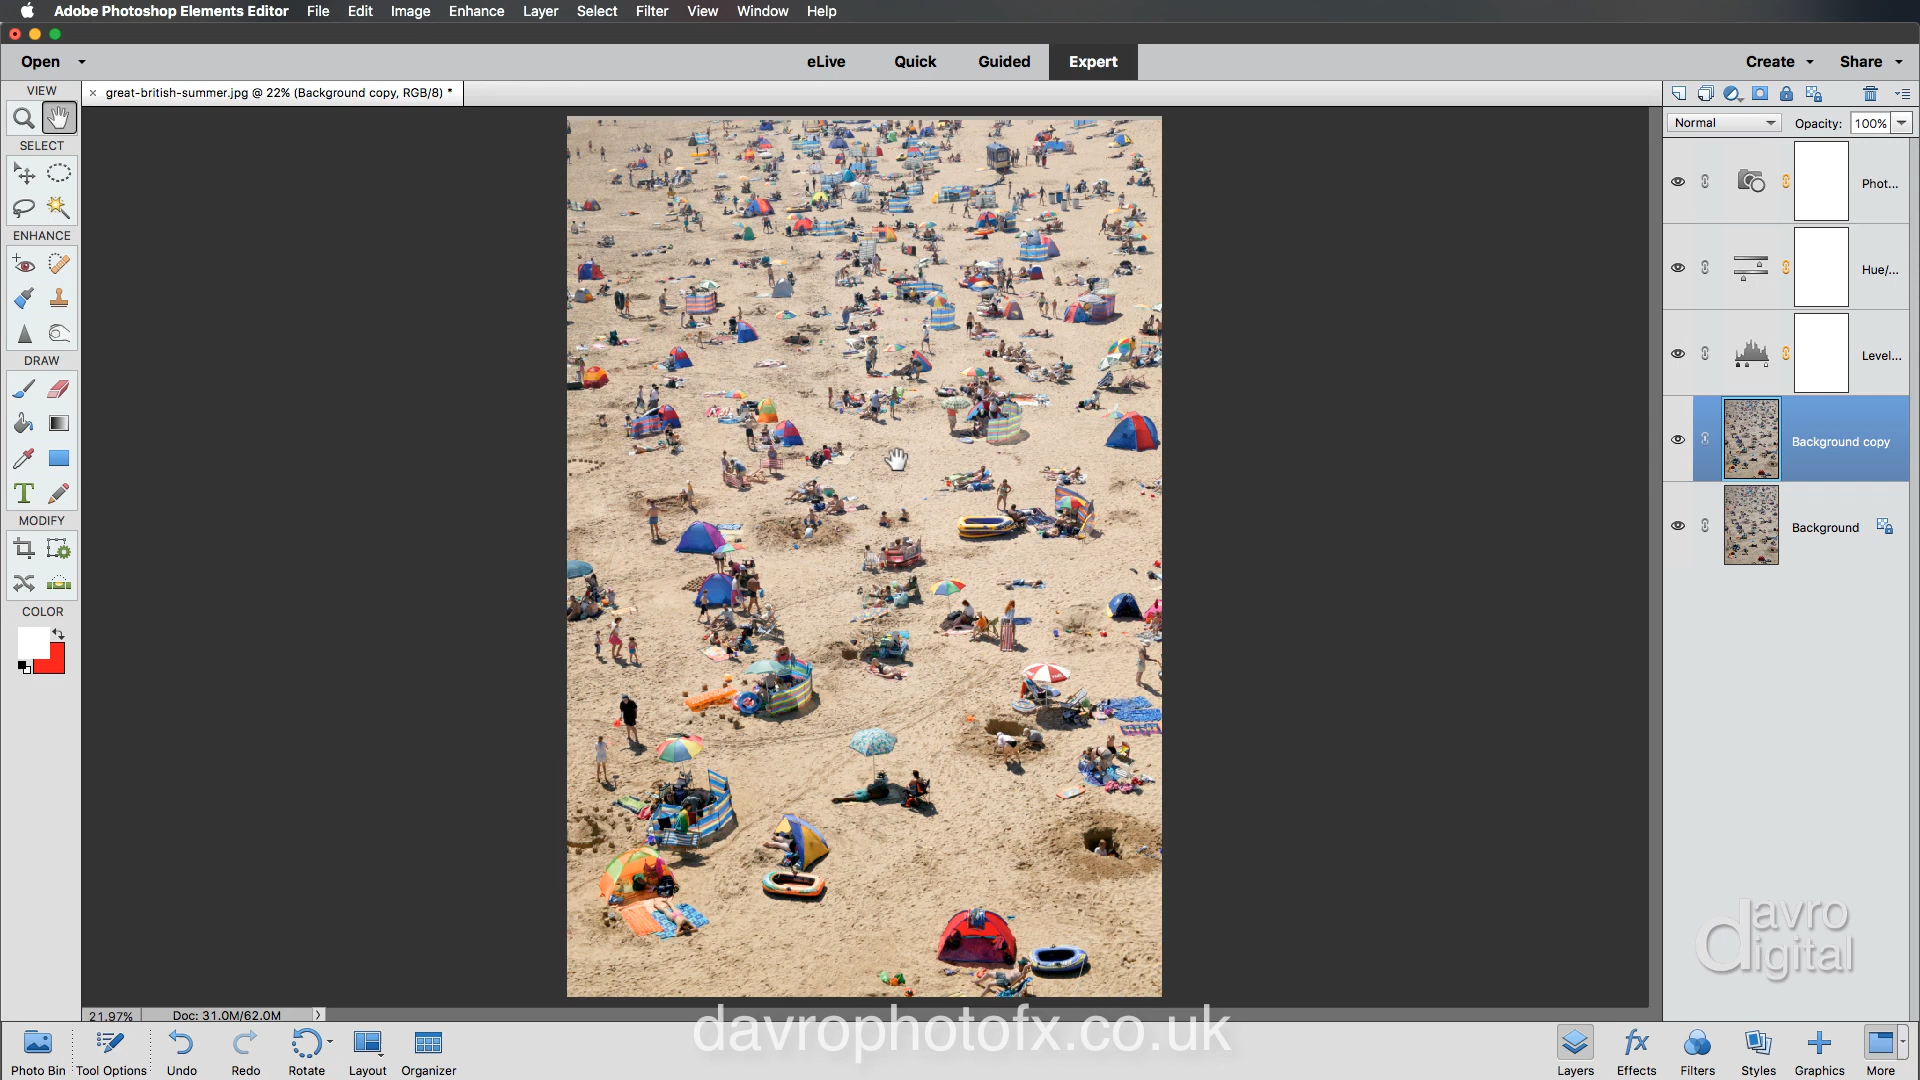 Adobe Photoshop Elements Editor File Edit Image Enhance Layer Select Filter View Window Help
Open eLive Quick Guided Expert Create Share
VIEW
× great-british-summer.jpg @ 22% (Background copy, RGB/8) *
Normal Opacity: 100%
SELECT
Phot...
ENHANCE
Hue/...
Level...
DRAW
Background copy
T
MODIFY
Background
COLOR
davro
digital
21.97% Doc: 31.0M/62.0M
davrophotofx.co.uk
Photo Bin Tool Options Undo Redo Rotate Layout Organizer
fx
Layers Effects Filters Styles Graphics More